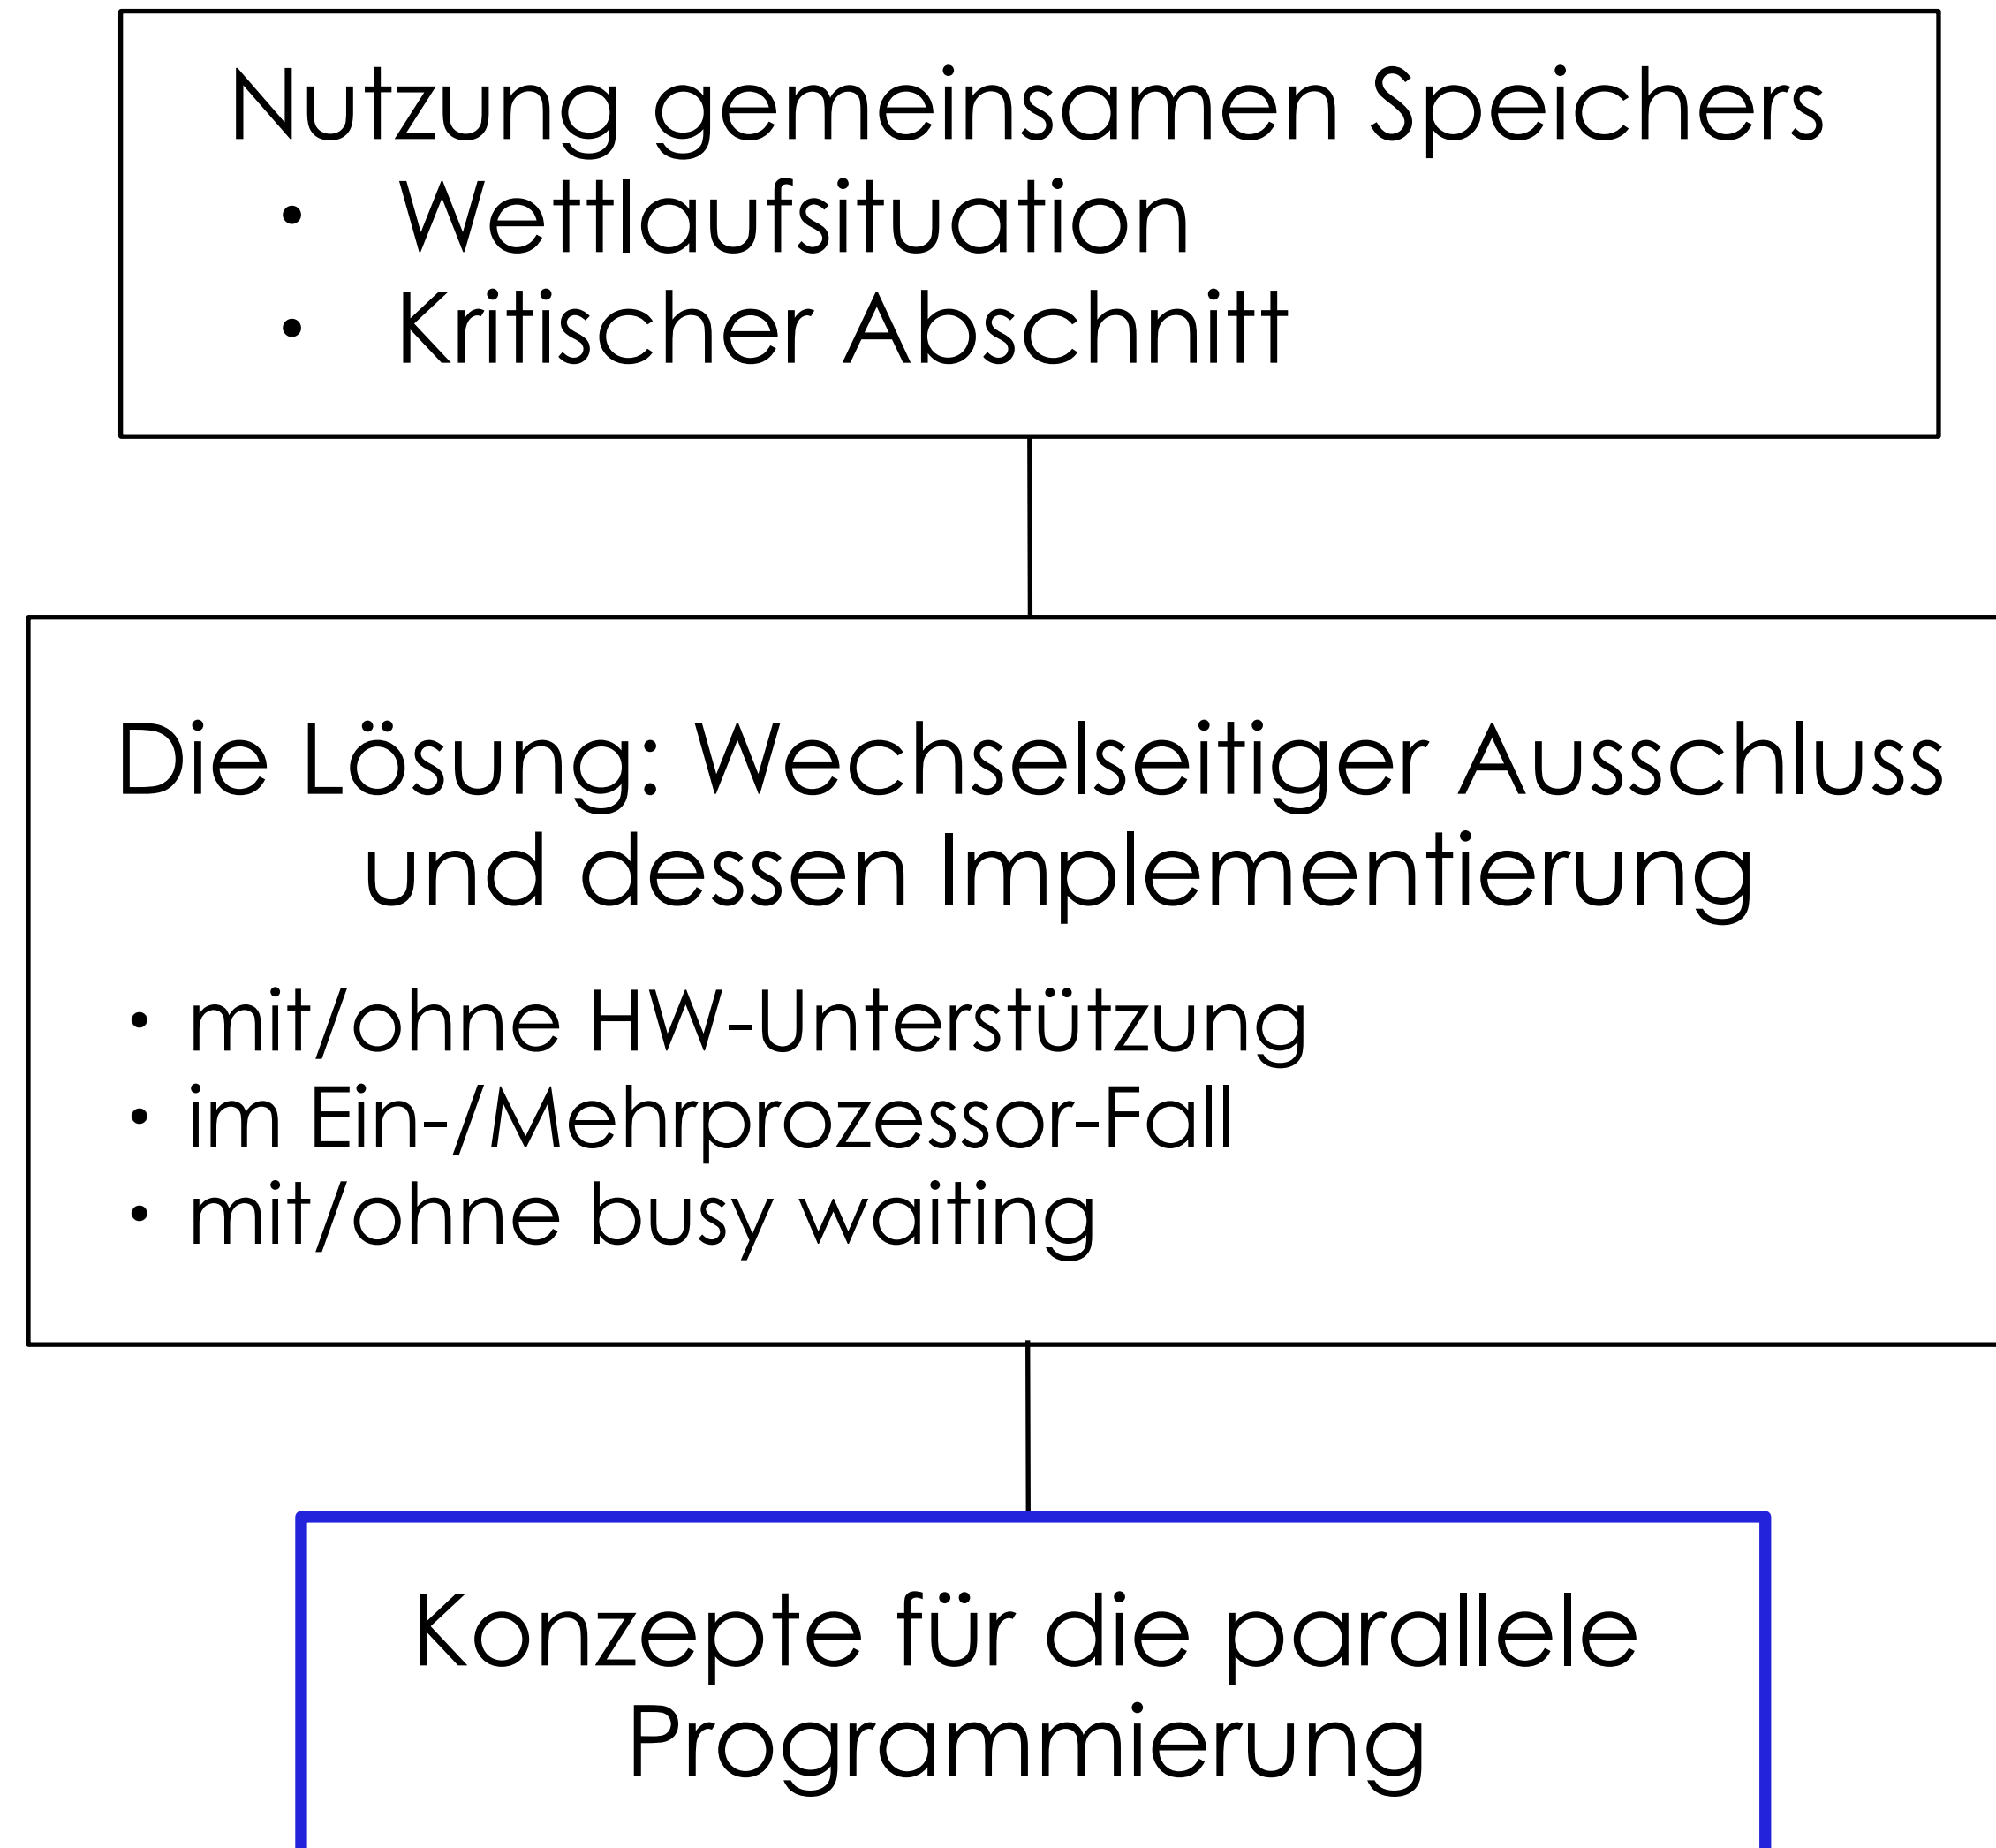 Nutzung gemeinsamen Speichers
• Wettlaufsituation
• Kritischer Abschnitt
Die Lösung: Wechselseitiger Ausschluss
und dessen Implementierung
• mit/ohne HW-Unterstützung
• im Ein-/Mehrprozessor-Fall
• mit/ohne busy waiting
Konzepte für die parallele
Programmierung